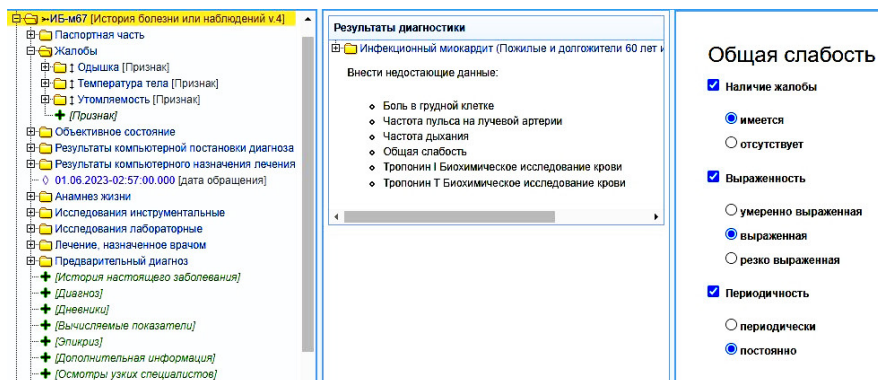 ИБ-м67 [История болезни или наблюдений v.4]
Паспортная часть
Жалобы
Одышка [Признак]
Температура тела [Признак]
Утомляемость [Признак]
[Признак]
Объективное состояние
Результаты компьютерной постановки диагноза
Результаты компьютерного назначения лечения
01.06.2023-02:57:00.000 [дата обращения]
Анамнез жизни
Исследования инструментальные
Исследования лабораторные
Лечение, назначенное врачом
Предварительный диагноз
[История настоящего заболевания]
[Диагноз]
[Дневники]
[Вычисляемые показатели]
[Эпикриз]
[Дополнительная информация]
[Осмотры узких специалистов]
Результаты диагностики
Инфекционный миокардит (Пожилые и долгожители 60 лет и
Внести недостающие данные:
Боль в грудной клетке
Частота пульса на лучевой артерии
Частота дыхания
Общая слабость
Тропонин I Биохимическое исследование крови
Тропонин Т Биохимическое исследование крови
Общая слабость
Наличие жалобы
имеется
отсутствует
Выраженность
умеренно выраженная
выраженная
резко выраженная
Периодичность
периодически
постоянно